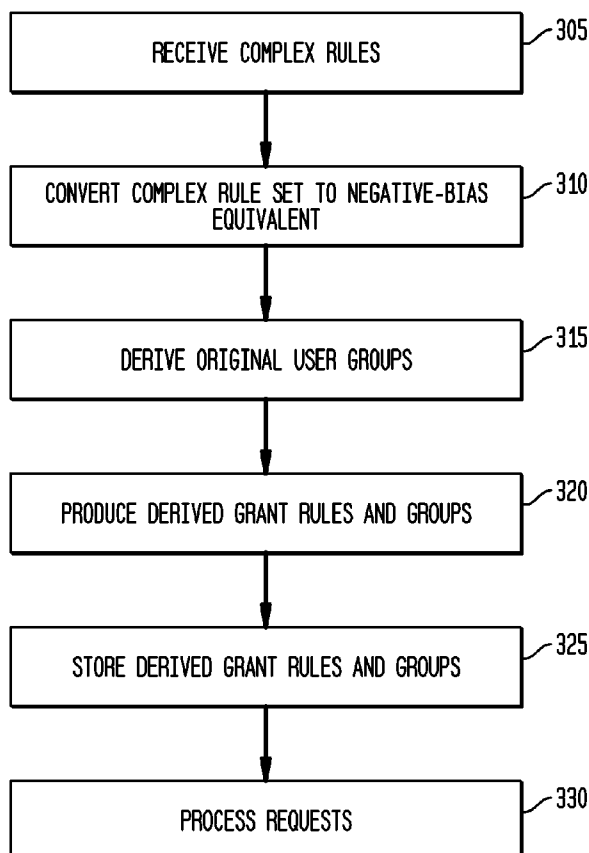 RECEIVE COMPLEX RULES
305
CONVERT COMPLEX RULE SET TO NEGATIVE-BIAS
EQUIVALENT
310
DERIVE ORIGINAL USER GROUPS
315
PRODUCE DERIVED GRANT RULES AND GROUPS
320
STORE DERIVED GRANT RULES AND GROUPS
325
PROCESS REQUESTS
330